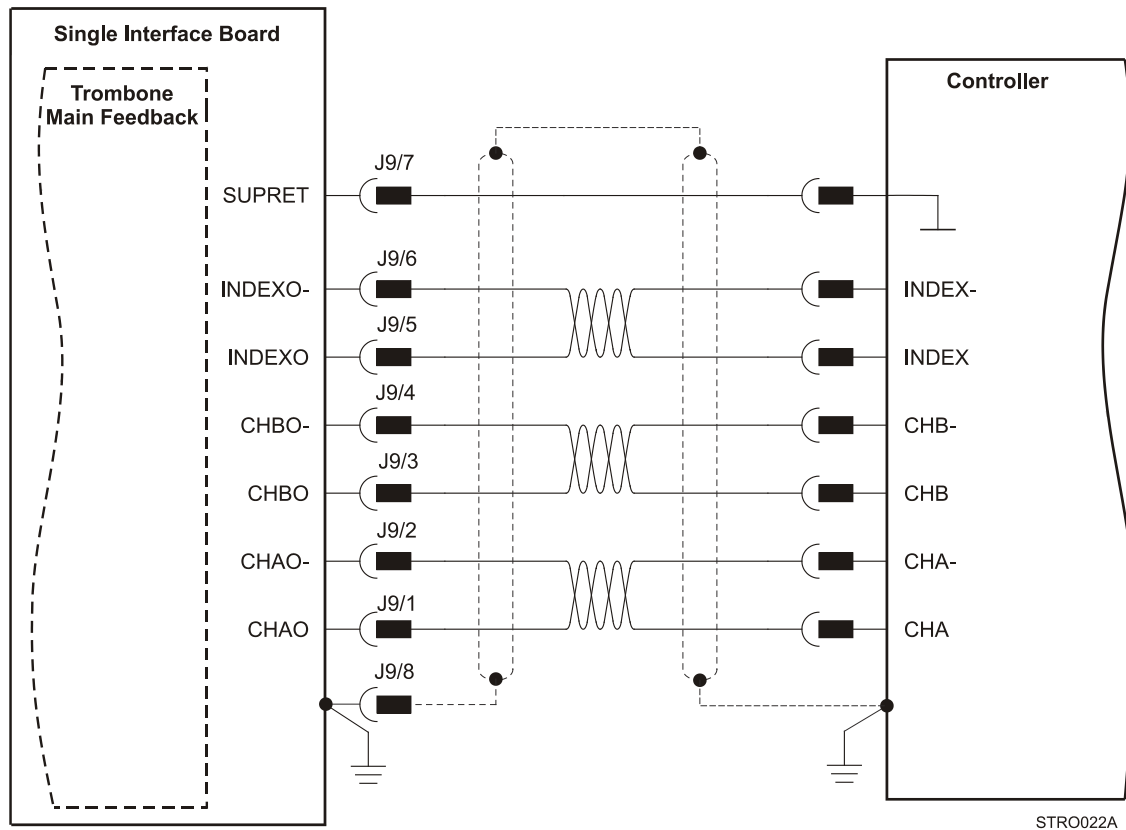 Single Interface Board
Trombone
Main Feedback
Controller
J9/7
SUPRET
J9/6
INDEXO-
INDEX-
J9/5
INDEXO
INDEX
J9/4
CHBO-
CHB-
J9/3
CHBO
CHB
J9/2
CHAO-
CHA-
J9/1
CHAO
CHA
J9/8
STRO022A